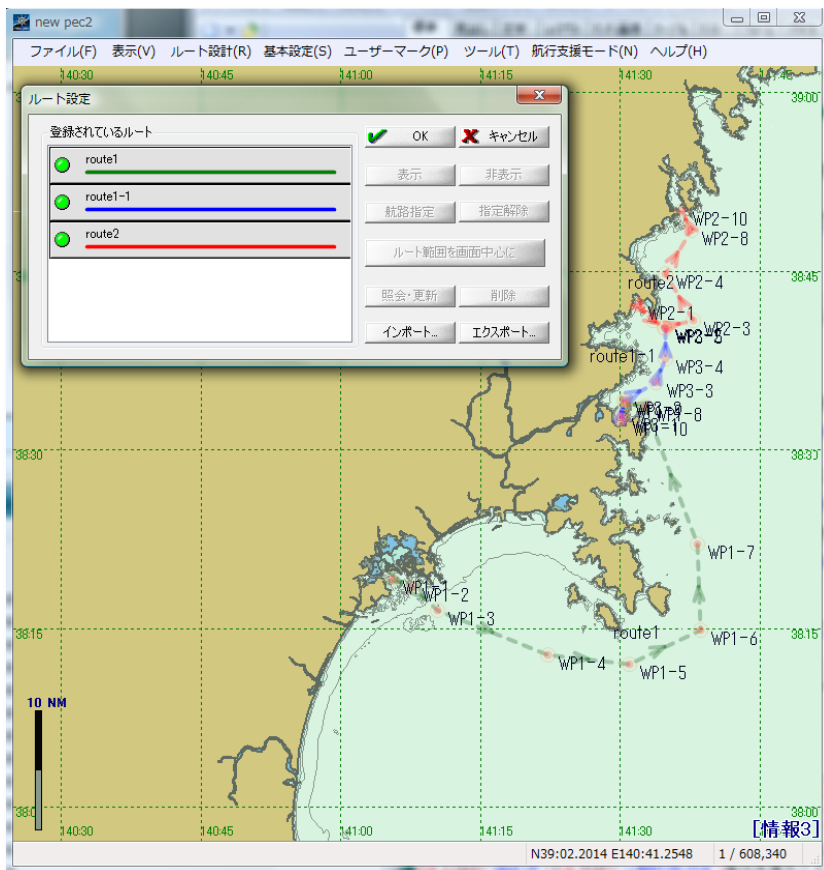 new pec2
ファイル(F) 表示(V) ルート設計(R) 基本設定(S) ユーザーマーク(P) ツール(T) 航行支援モード(N) ヘルプ(H)
140:30 140:45 141:00 141:15 141:30
39:00
ルート設定
登録されているルート
route1
route1-1
route2
OK キャンセル
表示 非表示
航路指定 指定解除
ルート範囲を画面中心に
照会・更新 削除
インポート... エクスポート...
WP2-10
WP2-8
38:45
route2 WP2-4
WP2-1
WP2-3
route1-1
WP3-4
WP3-3
WP1-8
38:30 38:30
WP1-7
WP1-1
WP1-2
WP1-3
38:15 route1 38:15
WP1-6
WP1-4
WP1-5
10 NM
38:00
140:30 140:45 141:00 141:15 141:30
[情報3]
N39:02.2014 E140:41.2548 1 / 608,340